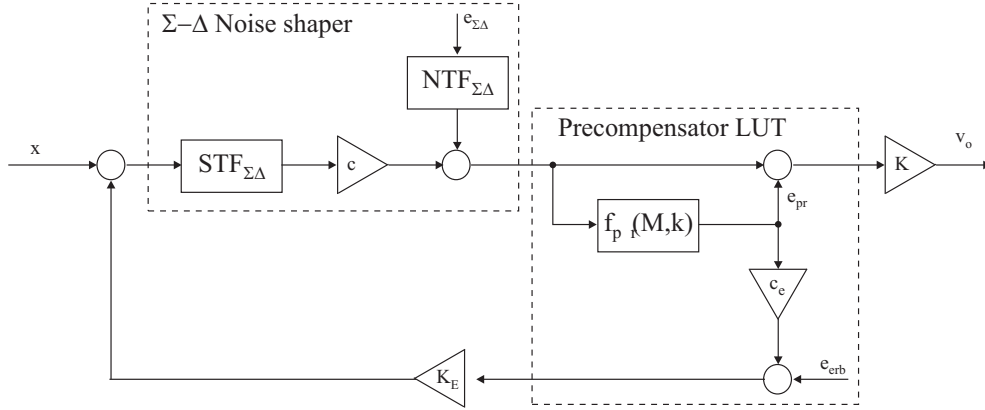 Σ–Δ Noise shaper
e_ΣΔ
NTF_ΣΔ
Precompensator LUT
x
STF_ΣΔ
c
K
v_o
e_pr
f_p r(M,k)
c_e
K_E
e_erb